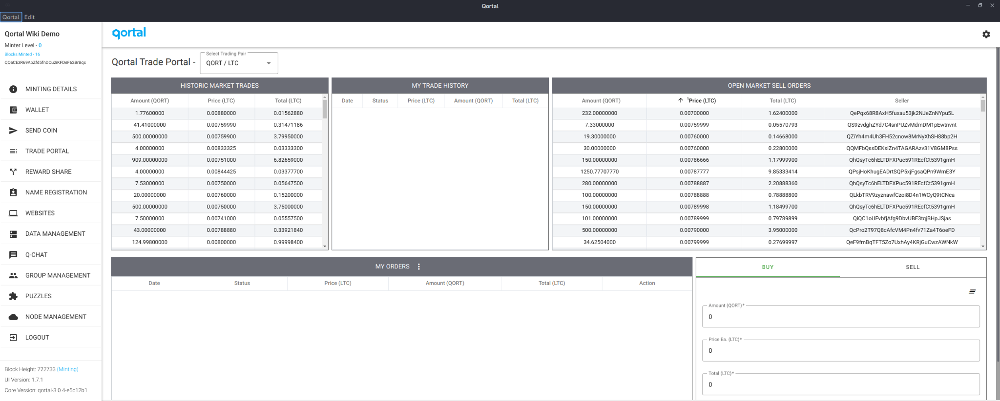 Qortal
Qortal Edit
Qortal Wiki Demo
Minter Level - 0
Blocks Minted - 16
QQaCEzR69ApZfd5fnDCu2iKFDeF62BrBqc
MINTING DETAILS
WALLET
SEND COIN
TRADE PORTAL
REWARD SHARE
NAME REGISTRATION
WEBSITES
DATA MANAGEMENT
Q-CHAT
GROUP MANAGEMENT
PUZZLES
NODE MANAGEMENT
LOGOUT
Block Height: 722733 (Minting)
UI Version: 1.7.1
Core Version: qortal-3.0.4-e5c12b1
qortal
Qortal Trade Portal -
Select Trading Pair
QORT / LTC
HISTORIC MARKET TRADES
Amount (QORT) Price (LTC) Total (LTC)
1.77600000 0.00880000 0.01562880
41.41000000 0.00759990 0.31471186
500.00000000 0.00759900 3.79950000
4.00000000 0.00833325 0.03333300
909.00000000 0.00751000 6.82659000
4.00000000 0.00844425 0.03377700
7.53000000 0.00750000 0.05647500
20.00000000 0.00760000 0.15200000
500.00000000 0.00750000 3.75000000
7.50000000 0.00741000 0.05557500
43.00000000 0.00788880 0.33921840
124.99800000 0.00800000 0.99998400
MY TRADE HISTORY
Date Status Price (LTC) Amount (QORT) Total (LTC)
OPEN MARKET SELL ORDERS
Amount (QORT) 1Price (LTC) Total (LTC) Seller
232.00000000 0.00700000 1.62400000 QePqx68R8AxH5fuxau53jk2NJeZnNYpu5L
7.33000000 0.00759999 0.05570793 QS9zvdghZYd7C4snPUZvMdmDM1pEwtnvnt
19.30000000 0.00760000 0.14668000 QZiYh4m4Uh3FH52cnow8MrNyXhSH88bp2H
30.00000000 0.00760000 0.22800000 QQMFbQssDEKsiZn4TAGARAzv31V8GM8Pss
150.00000000 0.00786666 1.17999900 QhQsyTc6hELTDFXPuc591REcfCt5391gmH
1250.77707770 0.00787777 9.85333414 QPsjHoKhugEADrtSQP5xjFgsaQPn9WmE3Y
280.00000000 0.00788887 2.20888360 QhQsyTc6hELTDFXPuc591REcfCt5391gmH
100.00000000 0.00788888 0.78888800 QLkbTRV9zyznawfCzoi8D4n1WCyQ9tCNca
150.00000000 0.00789998 1.18499700 QhQsyTc6hELTDFXPuc591REcfCt5391gmH
101.00000000 0.00789999 0.79789899 QiQC1oUFvbfjAfg9DbvUBE3tqjBHpJSjas
500.00000000 0.00790000 3.95000000 QcPro2T97Q8cAfcVM4Pn4fv71Za4T6oeFD
34.62504000 0.00799999 0.27699997 QeF9fmBqTFT5Zo7UxhAy4KRjGuCwzAWNkW
MY ORDERS
Date Status Price (LTC) Amount (QORT) Total (LTC) Action
BUY SELL
Amount (QORT)*
0
Price Ea. (LTC)*
0
Total (LTC)*
0